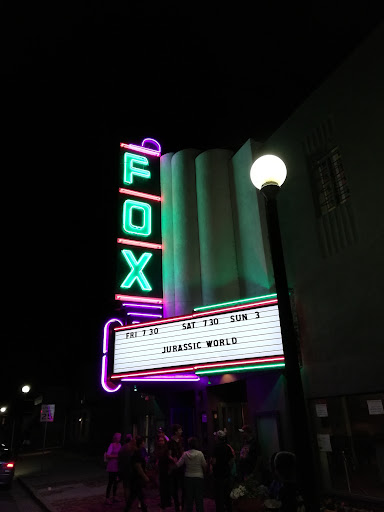 FOX
FRI 7 30 SAT 7 30 SUN 3
JURASSIC WORLD